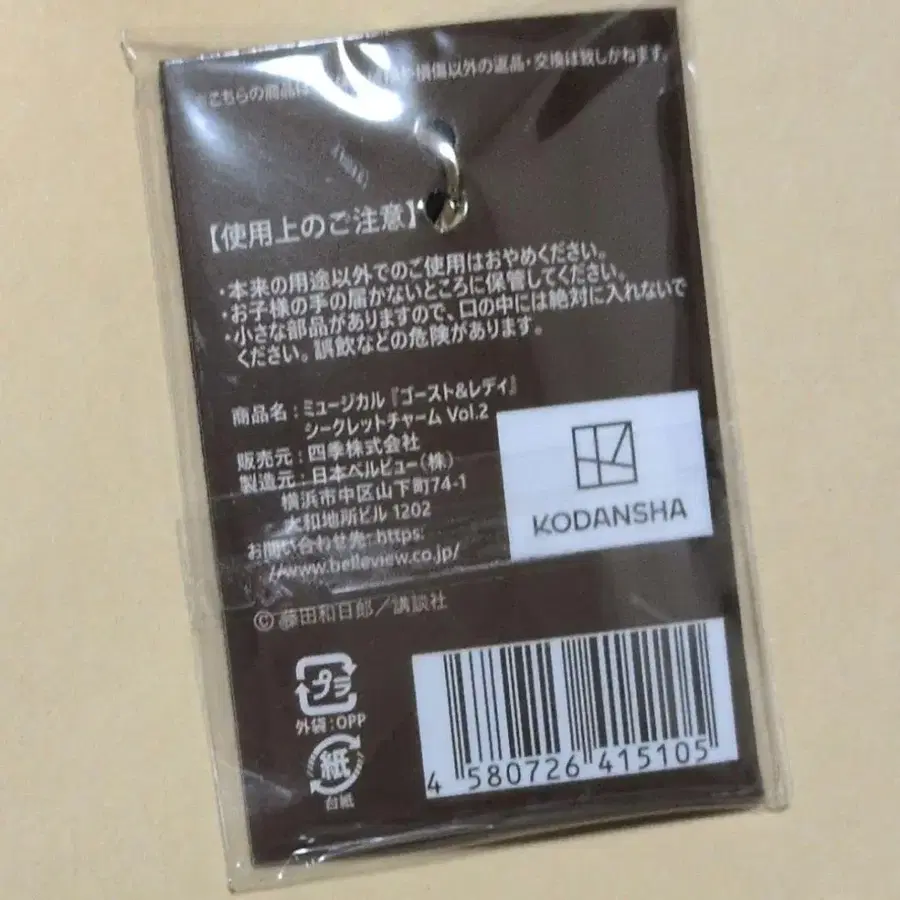 こちらの商品は 損傷以外の返品・交換は致しかねます。
【使用上のご注意】
・本来の用途以外でのご使用はおやめください。
・お子様の手の届かないところに保管してください。
・小さな部品がありますので、口の中には絶対に入れないで
ください。誤飲などの危険があります。
商品名：ミュージカル『ゴースト&レディ』
シークレットチャーム Vol.2
販売元：四季株式会社
製造元：日本ベルビュー（株）
横浜市中区山下町74-1
大和地所ビル 1202
お問い合わせ先：https:
//www.belleview.co.jp/
© 藤田和日郎／講談社
KODANSHA
プラ
外袋：OPP
紙
台紙
4 580726 415105